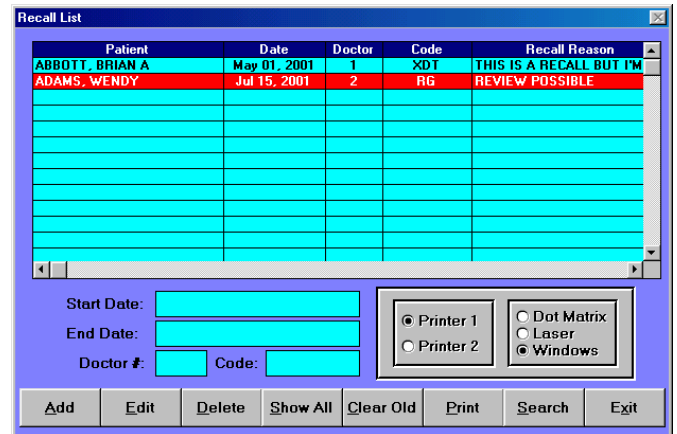 Recall List
Patient Date Doctor Code Recall Reason
ABBOTT, BRIAN A May 01, 2001 1 XDT THIS IS A RECALL BUT I'M
ADAMS, WENDY Jul 15, 2001 2 RG REVIEW POSSIBLE
Start Date:
End Date:
Doctor #: Code:
Printer 1
Printer 2
Dot Matrix
Laser
Windows
Add Edit Delete Show All Clear Old Print Search Exit